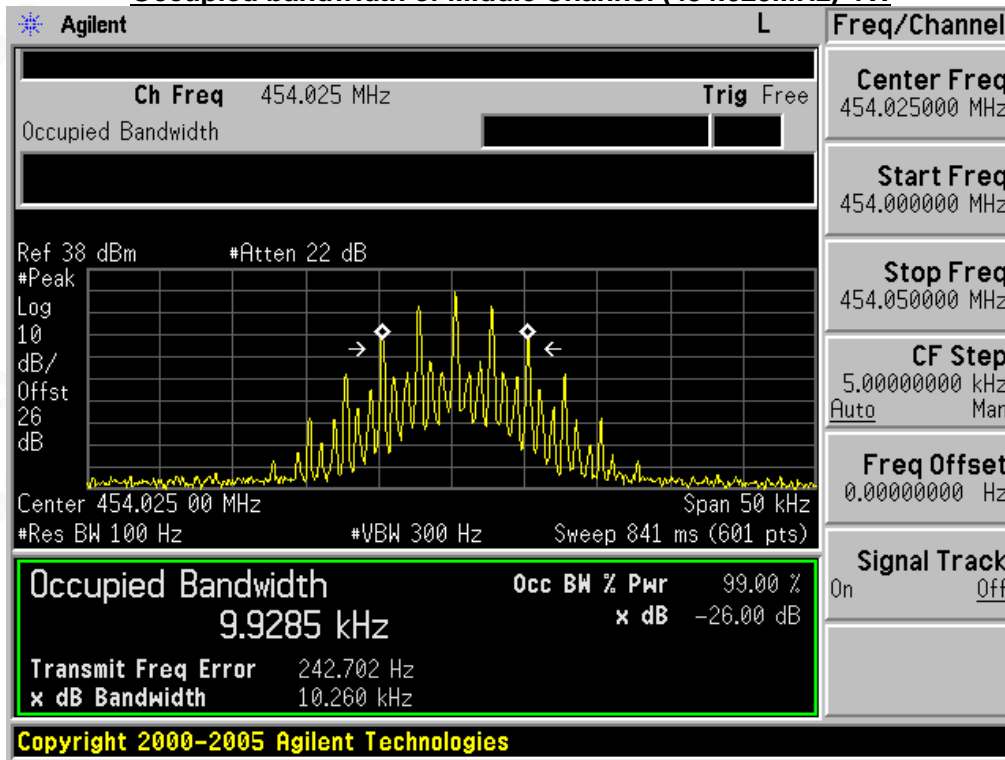 Agilent L Freq/Channel
Ch Freq 454.025 MHz Trig Free
Occupied Bandwidth
Center Freq
454.025000 MHz
Start Freq
454.000000 MHz
Stop Freq
454.050000 MHz
CF Step
5.00000000 kHz
Auto Man
Freq Offset
0.00000000 Hz
Signal Track
On Off
Ref 38 dBm #Atten 22 dB
#Peak
Log
10
dB/
Offst
26
dB
Center 454.025 00 MHz Span 50 kHz
#Res BW 100 Hz #VBW 300 Hz Sweep 841 ms (601 pts)
Occupied Bandwidth Occ BW % Pwr 99.00 %
9.9285 kHz x dB -26.00 dB
Transmit Freq Error 242.702 Hz
x dB Bandwidth 10.260 kHz
Copyright 2000-2005 Agilent Technologies